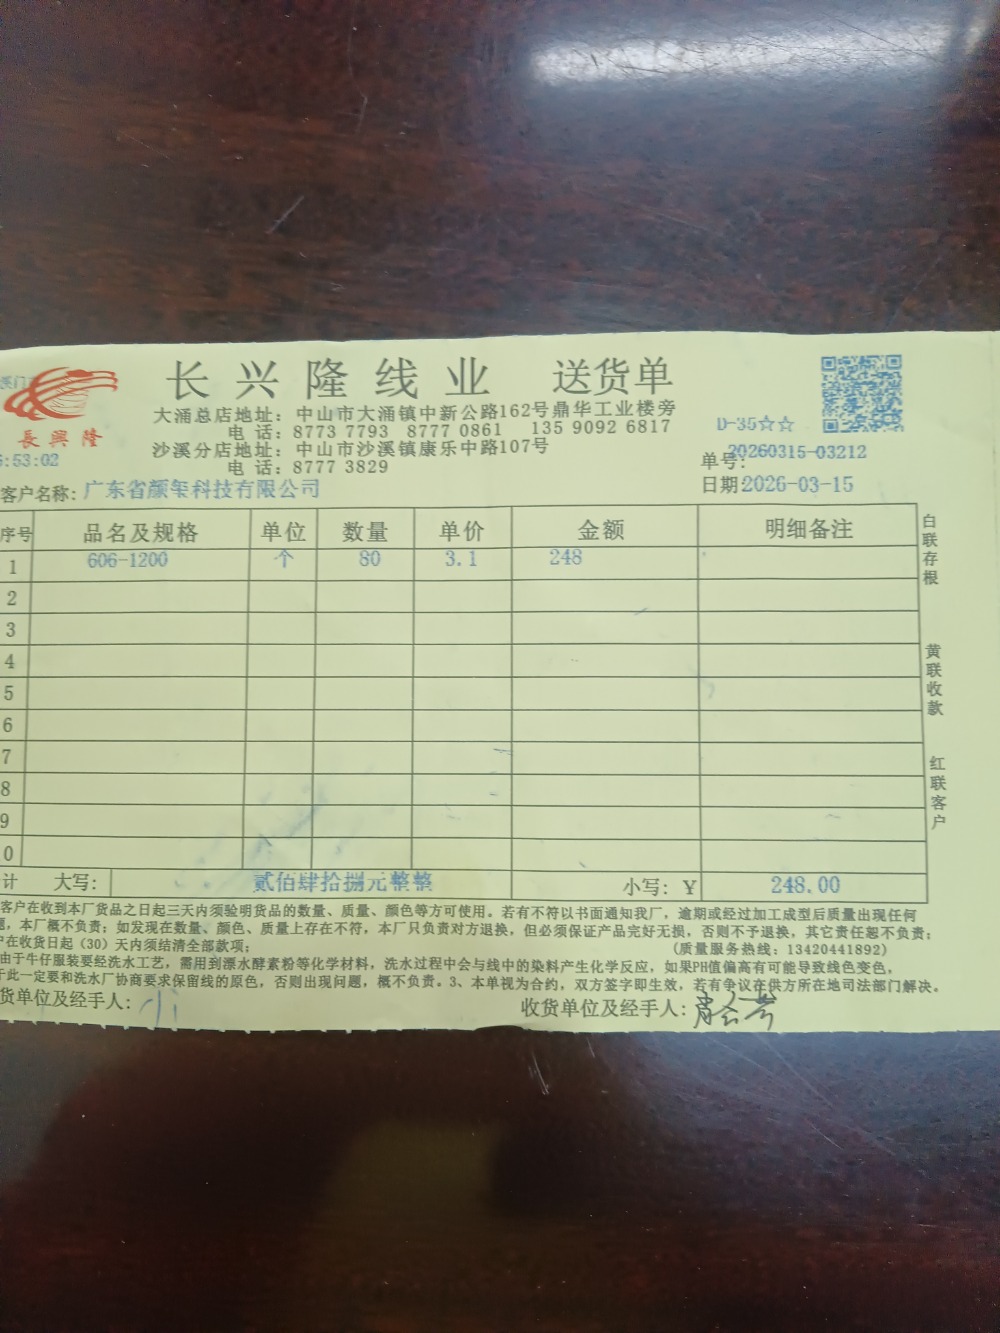 长兴隆线业 送货单
大涌总店地址：中山市大涌镇中新公路162号鼎华工业楼旁
电 话：8773 7793 8777 0861 135 9092 6817
沙溪分店地址：中山市沙溪镇康乐中路107号
电 话：8777 3829
長興隆
:53:02
D-35☆☆
单号：20260315-03212
日期：2026-03-15
客户名称：广东省颜玺科技有限公司
序号 品名及规格 单位 数量 单价 金额 明细备注
1 606-1200 个 80 3.1 248
2
3
4
5
6
7
8
9
0
计 大写： 贰佰肆拾捌元整整 小写：¥ 248.00
白联存根
黄联收款
红联客户
客户在收到本厂货品之日起三天内须验明货品的数量、质量、颜色等方可使用。若有不符以书面通知我厂，逾期或经过加工成型后质量出现任何
，本厂概不负责；如发现在数量、颜色、质量上存在不符，本厂只负责对方退换，但必须保证产品完好无损，否则不予退换，其它责任恕不负责；
在收货日起（30）天内须结清全部款项； （质量服务热线：13420441892）
由于牛仔服装要经洗水工艺，需用到漂水酵素粉等化学材料，洗水过程中会与线中的染料产生化学反应，如果PH值偏高有可能导致线色变色，
此一定要和洗水厂协商要求保留线的原色，否则出现问题，概不负责。3、本单视为合约，双方签字即生效，若有争议在供方所在地司法部门解决。
货单位及经手人： 收货单位及经手人：